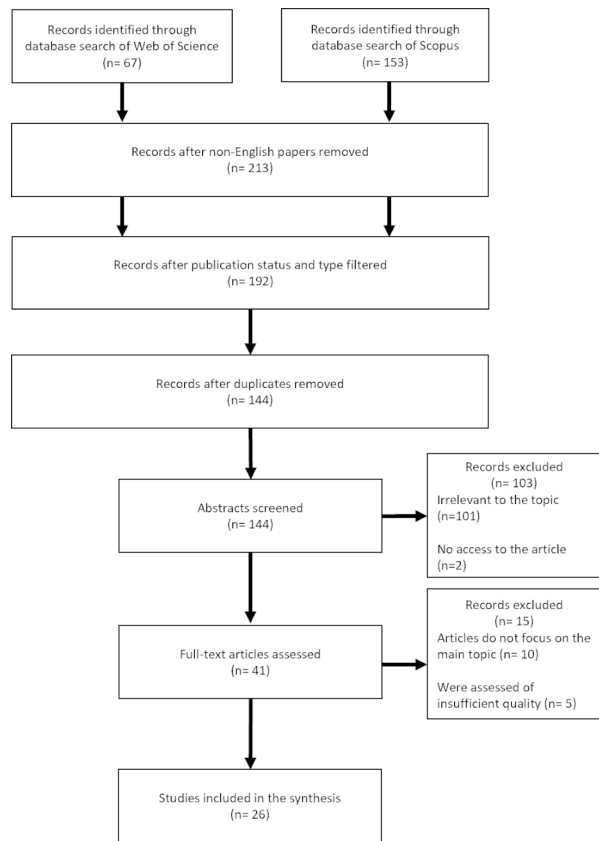 Records identified through
database search of Web of Science
(n= 67)
Records identified through
database search of Scopus
(n= 153)
Records after non-English papers removed
(n= 213)
Records after publication status and type filtered
(n= 192)
Records after duplicates removed
(n= 144)
Abstracts screened
(n= 144)
Records excluded
(n= 103)
Irrelevant to the topic
(n=101)
No access to the article
(n=2)
Full-text articles assessed
(n= 41)
Records excluded
(n= 15)
Articles do not focus on the
main topic (n= 10)
Were assessed of
insufficient quality (n= 5)
Studies included in the synthesis
(n= 26)